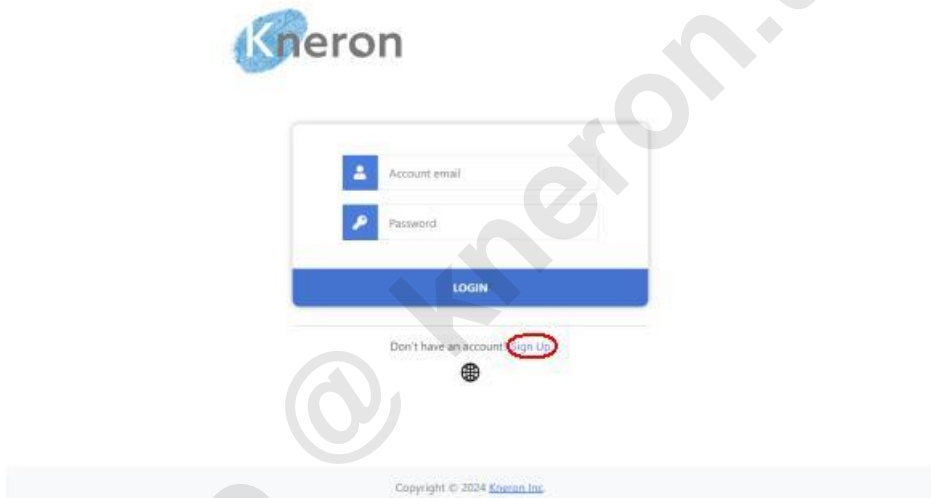 Kneron
Account email
Password
LOGIN
Don't have an account? Sign Up
Copyright © 2024 Kneron Inc.
@ kneron.